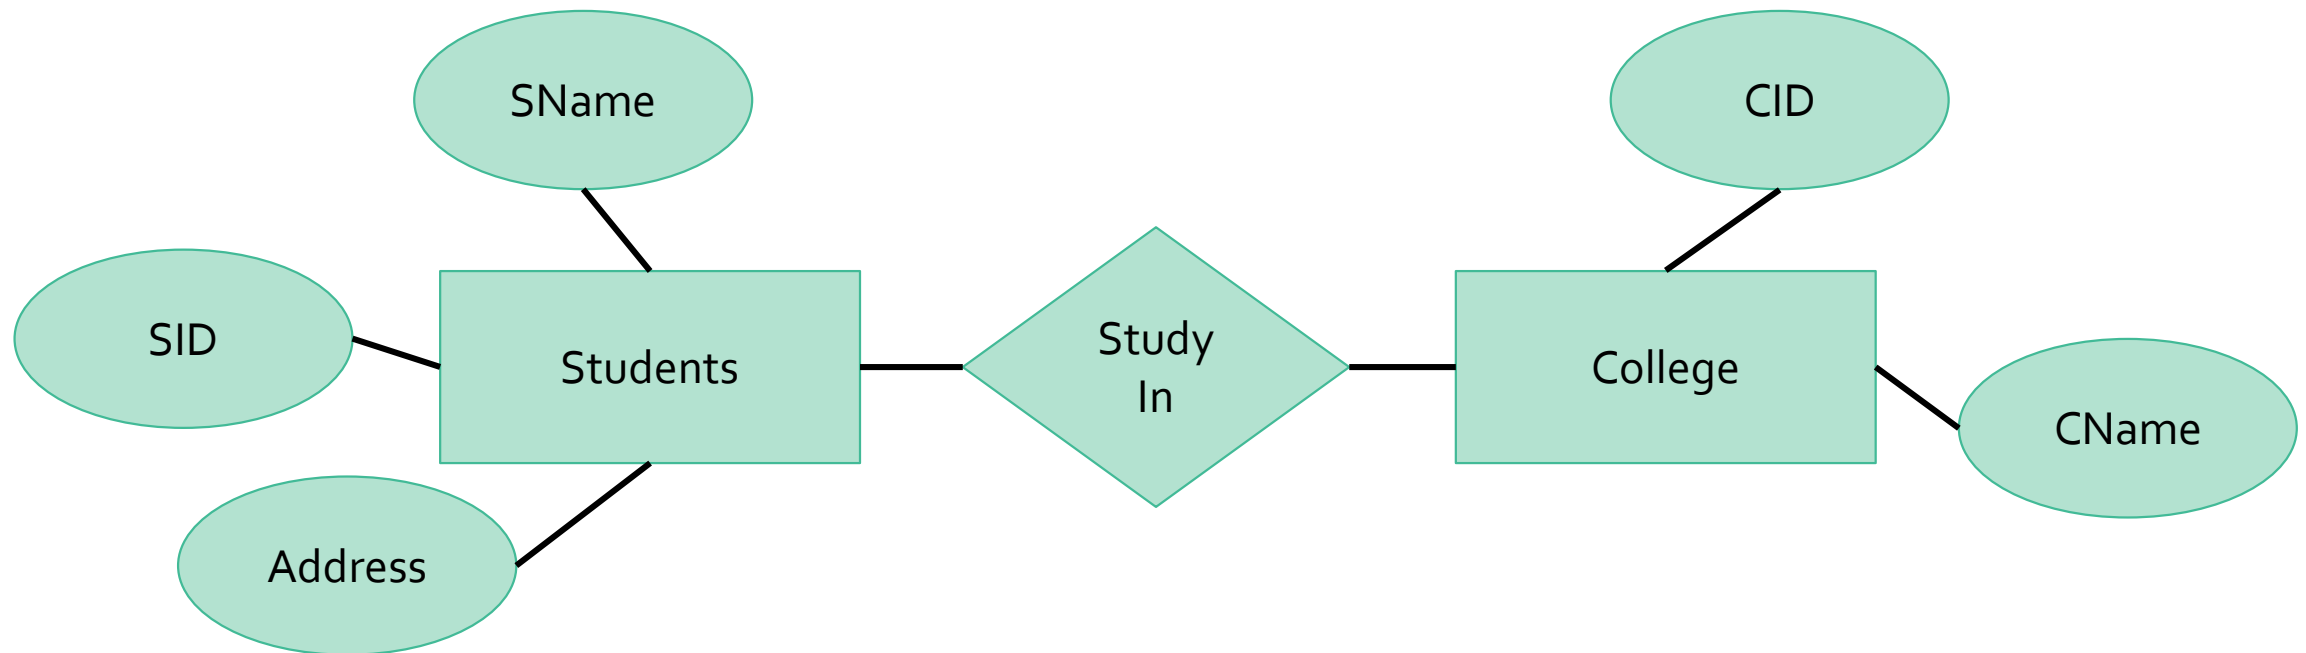 SName
CID
SID
Students
Study
In
College
CName
Address